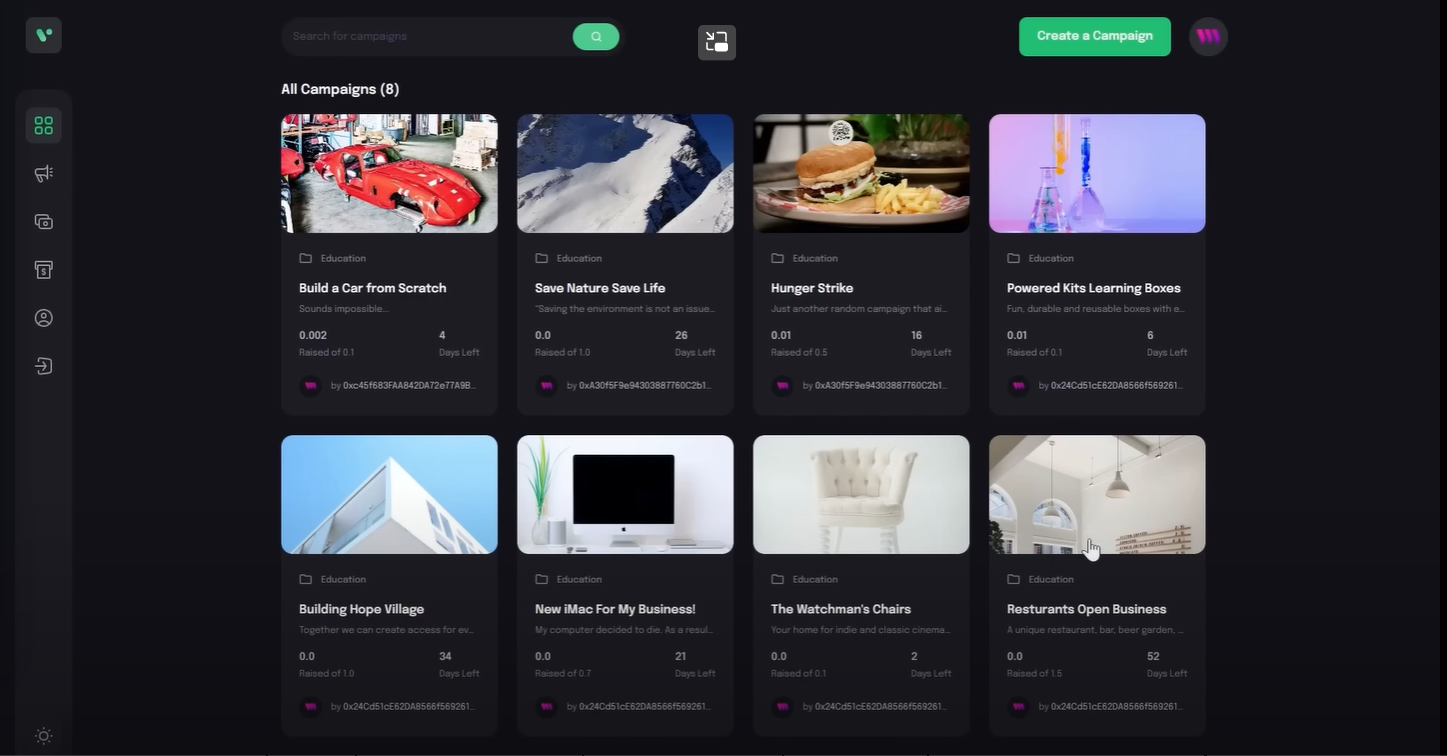 Search for campaigns
Create a Campaign
All Campaigns (8)
Education
Build a Car from Scratch
Sounds impossible...
0.002
4
Raised of 0.1
Days Left
by 0xc45f683FAA842DA72e77A9B...
Education
Save Nature Save Life
"Saving the environment is not an issue...
0.0
26
Raised of 1.0
Days Left
by 0xA30f5F9e94303887760C2b1...
Education
Hunger Strike
Just another random campaign that ai...
0.01
16
Raised of 0.5
Days Left
by 0xA30f5F9e94303887760C2b1...
Education
Powered Kits Learning Boxes
Fun, durable and reusable boxes with e...
0.01
6
Raised of 0.1
Days Left
by 0x24Cd51cE62DA8566f569261...
Education
Building Hope Village
Together we can create access for ev...
0.0
34
Raised of 1.0
Days Left
by 0x24Cd51cE62DA8566f569261...
Education
New iMac For My Business!
My computer decided to die. As a resul...
0.0
21
Raised of 0.7
Days Left
by 0x24Cd51cE62DA8566f569261...
Education
The Watchman's Chairs
Your home for indie and classic cinema...
0.0
2
Raised of 0.1
Days Left
by 0x24Cd51cE62DA8566f569261...
Education
Resturants Open Business
A unique restaurant, bar, beer garden, ...
0.0
52
Raised of 1.5
Days Left
by 0x24Cd51cE62DA8566f569261...